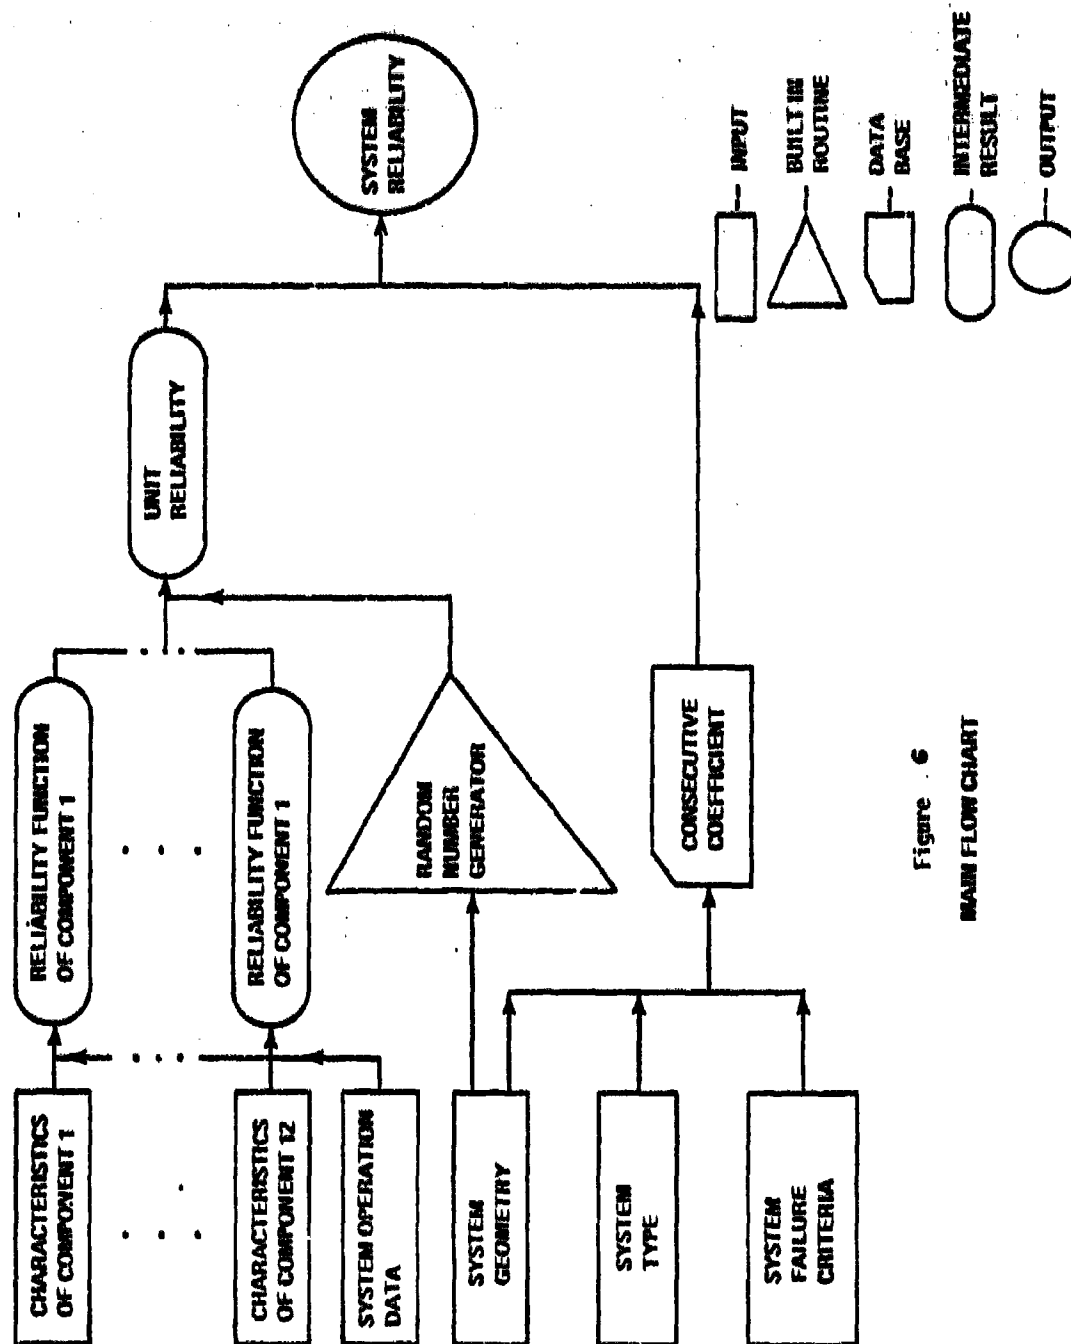 CHARACTERISTICS
OF COMPONENT 1
CHARACTERISTICS
OF COMPONENT 12
SYSTEM OPERATION
DATA
SYSTEM
GEOMETRY
SYSTEM
TYPE
SYSTEM
FAILURE
CRITERIA
RELIABILITY FUNCTION
OF COMPONENT 1
RELIABILITY FUNCTION
OF COMPONENT 1
RANDOM
NUMBER
GENERATOR
CONSECUTIVE
COEFFICIENT
UNIT
RELIABILITY
SYSTEM
RELIABILITY
INPUT
BUILT IN
ROUTINE
DATA
BASE
INTERMEDIATE
RESULT
OUTPUT
Figure . 6
MAIN FLOW CHART